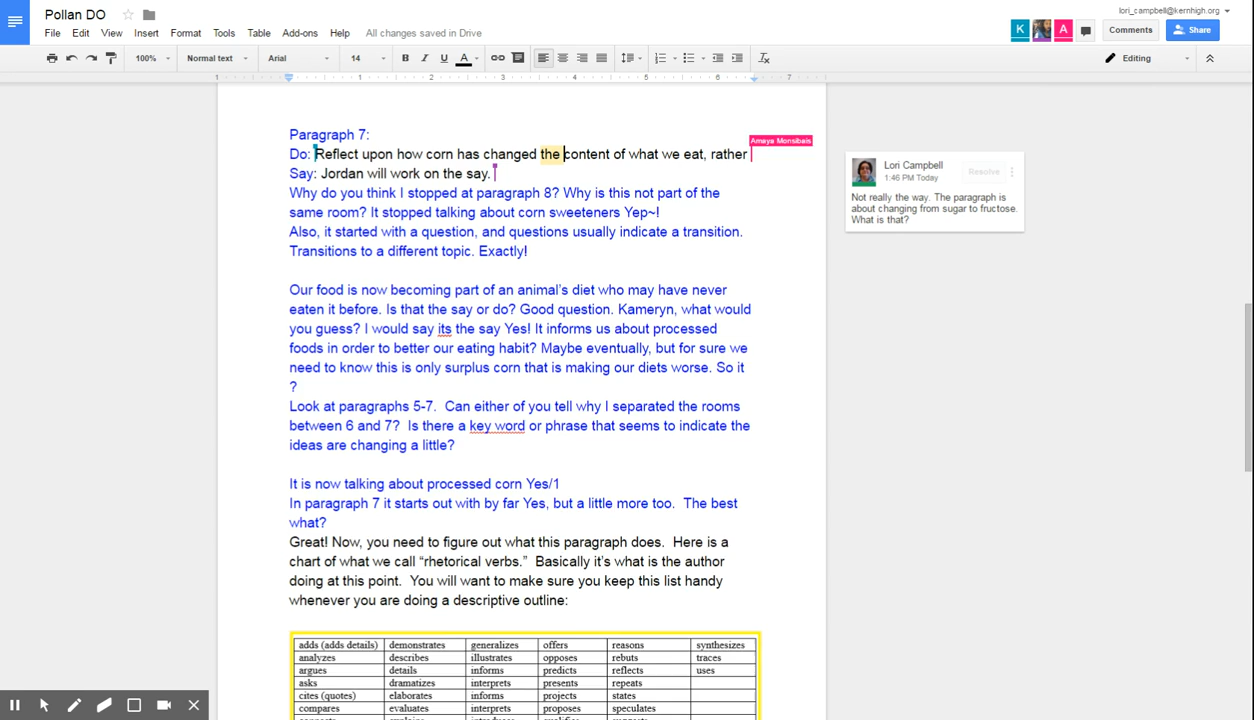 Pollan DO
lori_campbell@kernhigh.org
File Edit View Insert Format Tools Table Add-ons Help All changes saved in Drive
K A Comments Share
100% Normal text Arial 14 B I U A Editing
1 1 2 3 4 5 6 7
Paragraph 7:
Amaya Monsibals
Do: Reflect upon how corn has changed the content of what we eat, rather
Say: Jordan will work on the say.
Why do you think I stopped at paragraph 8? Why is this not part of the
same room? It stopped talking about corn sweeteners Yep~!
Also, it started with a question, and questions usually indicate a transition.
Transitions to a different topic. Exactly!
Our food is now becoming part of an animal's diet who may have never
eaten it before. Is that the say or do? Good question. Kameryn, what would
you guess? I would say its the say Yes! It informs us about processed
foods in order to better our eating habit? Maybe eventually, but for sure we
need to know this is only surplus corn that is making our diets worse. So it
?
Look at paragraphs 5-7. Can either of you tell why I separated the rooms
between 6 and 7? Is there a key word or phrase that seems to indicate the
ideas are changing a little?
It is now talking about processed corn Yes/1
In paragraph 7 it starts out with by far Yes, but a little more too. The best
what?
Great! Now, you need to figure out what this paragraph does. Here is a
chart of what we call “rhetorical verbs.” Basically it's what is the author
doing at this point. You will want to make sure you keep this list handy
whenever you are doing a descriptive outline:
adds (adds details) demonstrates generalizes offers reasons synthesizes
analyzes describes illustrates opposes rebuts traces
argues details informs predicts reflects uses
asks dramatizes interprets presents repeats
cites (quotes) elaborates informs projects states
compares evaluates interprets proposes speculates
Lori Campbell
1:46 PM Today
Resolve
Not really the way. The paragraph is
about changing from sugar to fructose.
What is that?